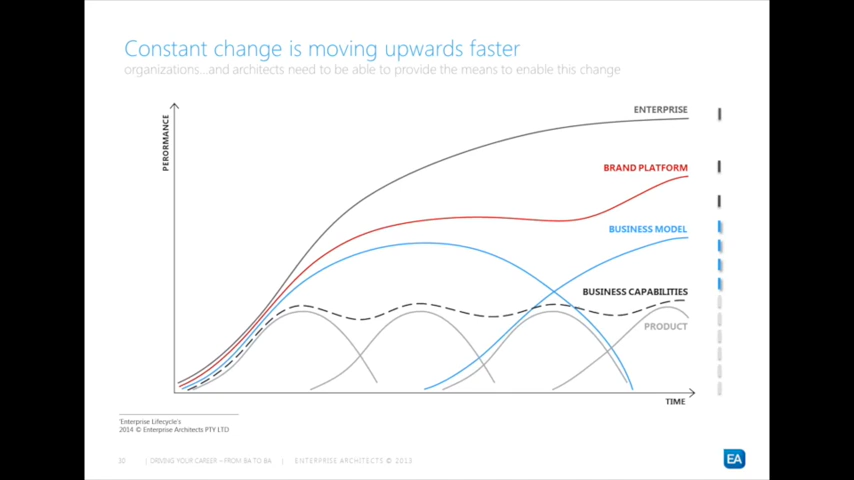 Constant change is moving upwards faster
organizations...and architects need to be able to provide the means to enable this change
PERORMANCE
ENTERPRISE
BRAND PLATFORM
BUSINESS MODEL
BUSINESS CAPABILITIES
PRODUCT
TIME
'Enterprise Lifecycle's
2014 © Enterprise Architects PTY LTD
30 | DRIVING YOUR CAREER – FROM BA TO BA | ENTERPRISE ARCHITECTS © 2013
EA